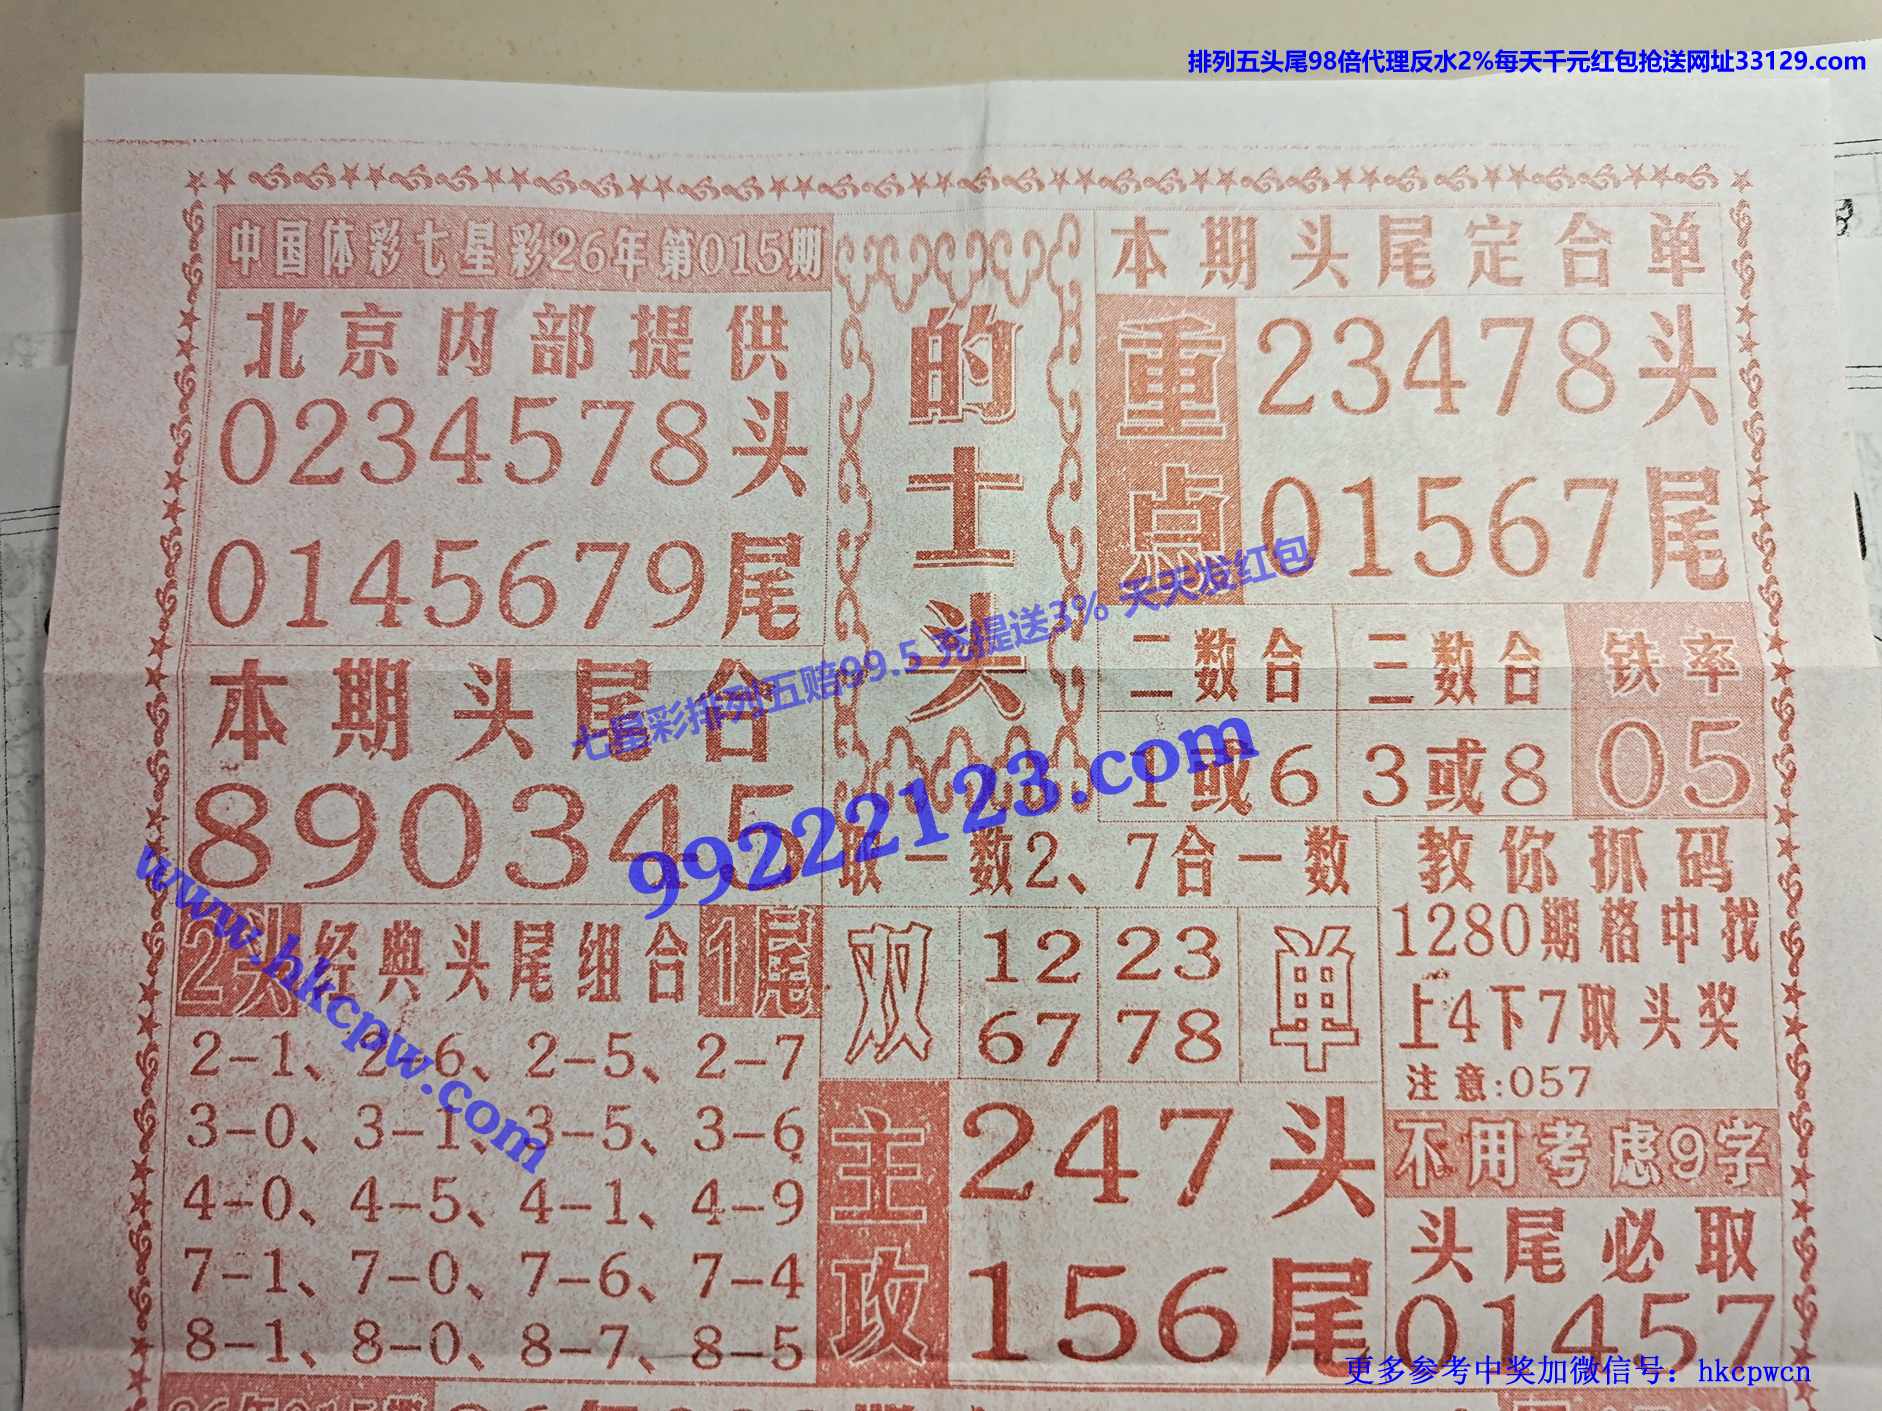 排列五头尾98倍代理反水2%每天千元红包抢送网址33129.com
中国体彩七星彩26年第015期
北京内部提供
0234578头
0145679尾
本期头尾合
890345
2头经典头尾组合1尾
2-1、2-6、2-5、2-7
3-0、3-1、3-5、3-6
4-0、4-5、4-1、4-9
7-1、7-0、7-6、7-4
8-1、8-0、8-7、8-5
的士头
本期头尾定合单
重点
23478头
01567尾
二数合 三数合 铁率
1或6 3或8 05
取一数2、7合一数
双 12 23 单
67 78
主攻
247头
156尾
教你抓码
1280期格中找
上4下7取头奖
注意:057
不用考虑9字
头尾必取
01457
七星彩排列五赔99.5 充提送3% 天天发红包
99222123.com
www.hkcpw.com
更多参考中奖加微信号：hkcpwcn